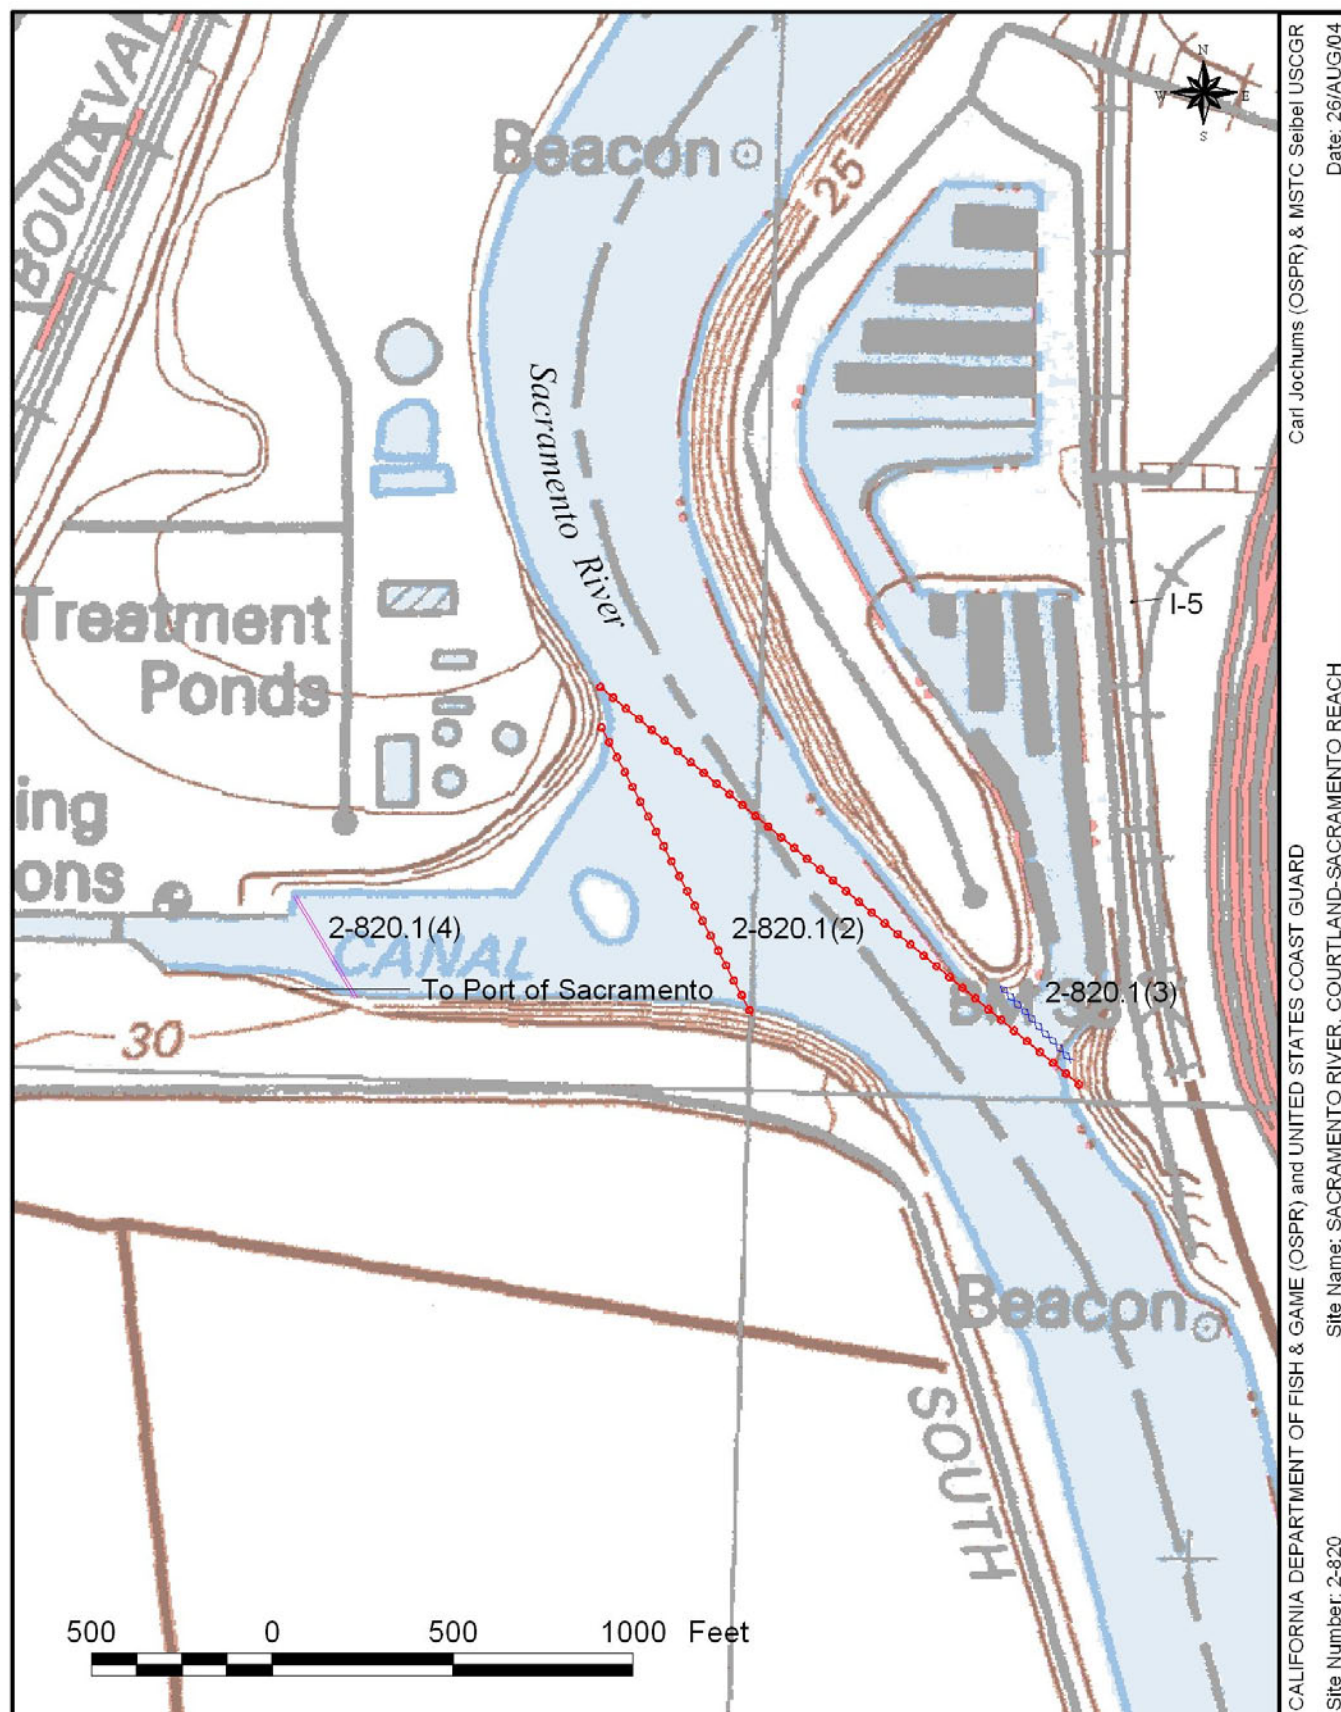 BOULEVAR
Beacon
25
N
W E
S
Sacramento River
Treatment
Ponds
I-5
ing
ons
2-820.1(4)
CANAL
2-820.1(2)
2-820.1(3)
To Port of Sacramento
30
Beacon
SOUTH
500 0 500 1000 Feet
CALIFORNIA DEPARTMENT OF FISH & GAME (OSPR) and UNITED STATES COAST GUARD Carl Jochums (OSPR) & MSTC Seibel USCGR
Site Number: 2-820 Site Name: SACRAMENTO RIVER, COURTLAND-SACRAMENTO REACH Date: 26/AUG/04